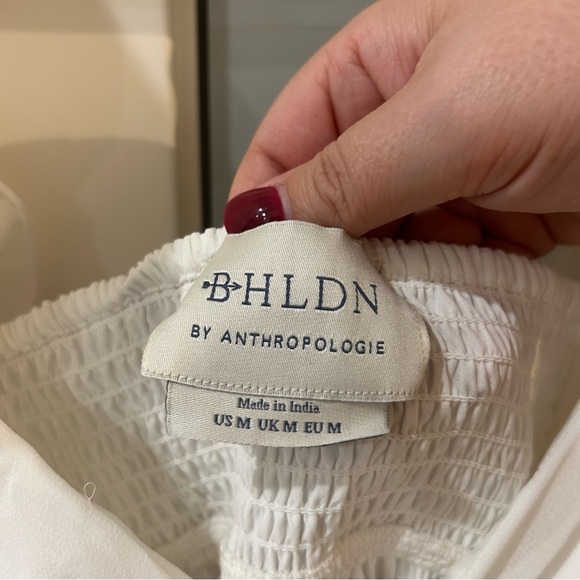 BHLDN
BY ANTHROPOLOGIE
Made in India
US M UK M EU M